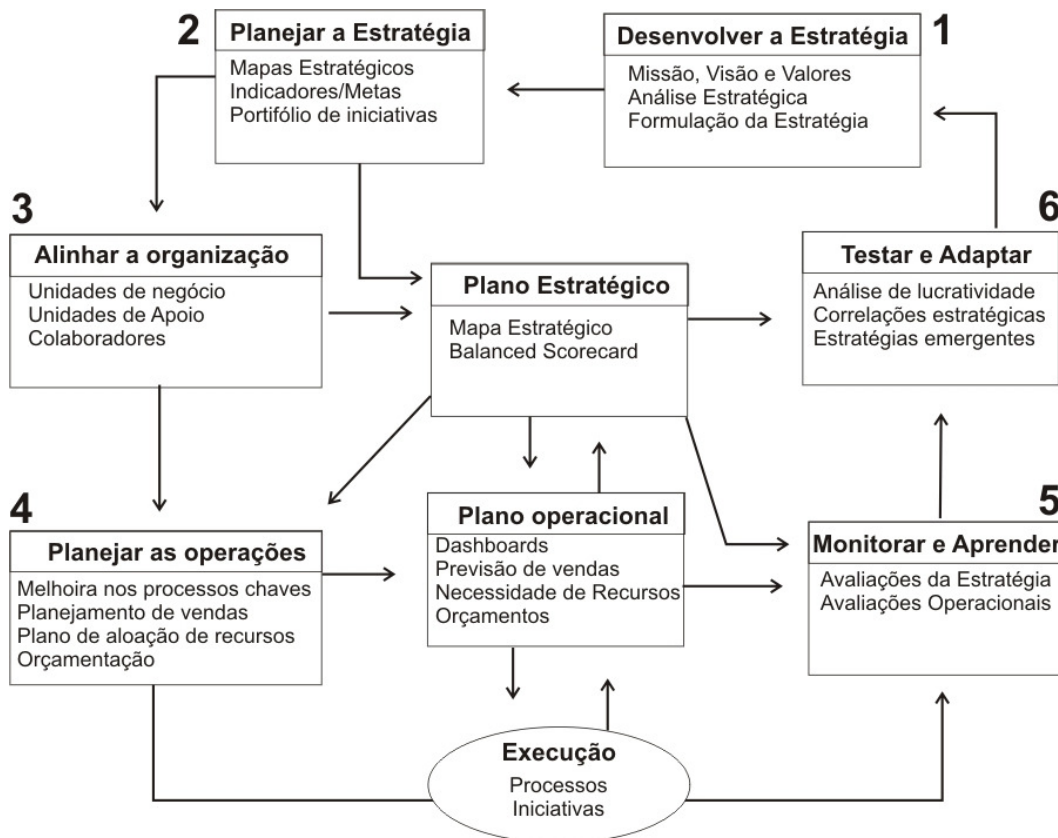 2
Planejar a Estratégia
Mapas Estratégicos
Indicadores/Metas
Portifólio de iniciativas
Desenvolver a Estratégia
1
Missão, Visão e Valores
Análise Estratégica
Formulação da Estratégia
3
Alinhar a organização
Unidades de negócio
Unidades de Apoio
Colaboradores
Plano Estratégico
Mapa Estratégico
Balanced Scorecard
6
Testar e Adaptar
Análise de lucratividade
Correlações estratégicas
Estratégias emergentes
4
Planejar as operações
Melhoira nos processos chaves
Planejamento de vendas
Plano de aloação de recursos
Orçamentação
Plano operacional
Dashboards
Previsão de vendas
Necessidade de Recursos
Orçamentos
5
Monitorar e Aprender
Avaliações da Estratégia
Avaliações Operacionais
Execução
Processos
Iniciativas